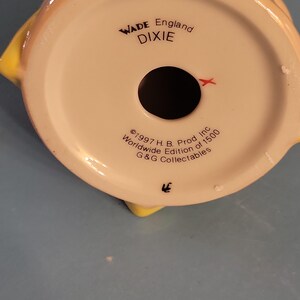 WADE England
DIXIE
©1997 H.B. Prod Inc
Worldwide Edition of 1500
G&G Collectables